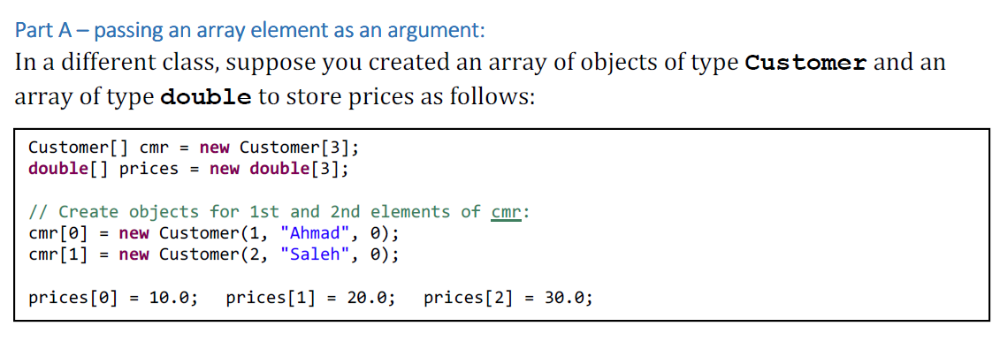 Part A – passing an array element as an argument:
In a different class, suppose you created an array of objects of type Customer and an
array of type double to store prices as follows:
Customer[] cmr = new Customer[3];
double[] prices = new double[3];
// Create objects for 1st and 2nd elements of cmr:
cmr[0] = new Customer(1, "Ahmad", 0);
cmr[1] = new Customer(2, "Saleh", 0);
prices[0] = 10.0;   prices[1] = 20.0;   prices[2] = 30.0;